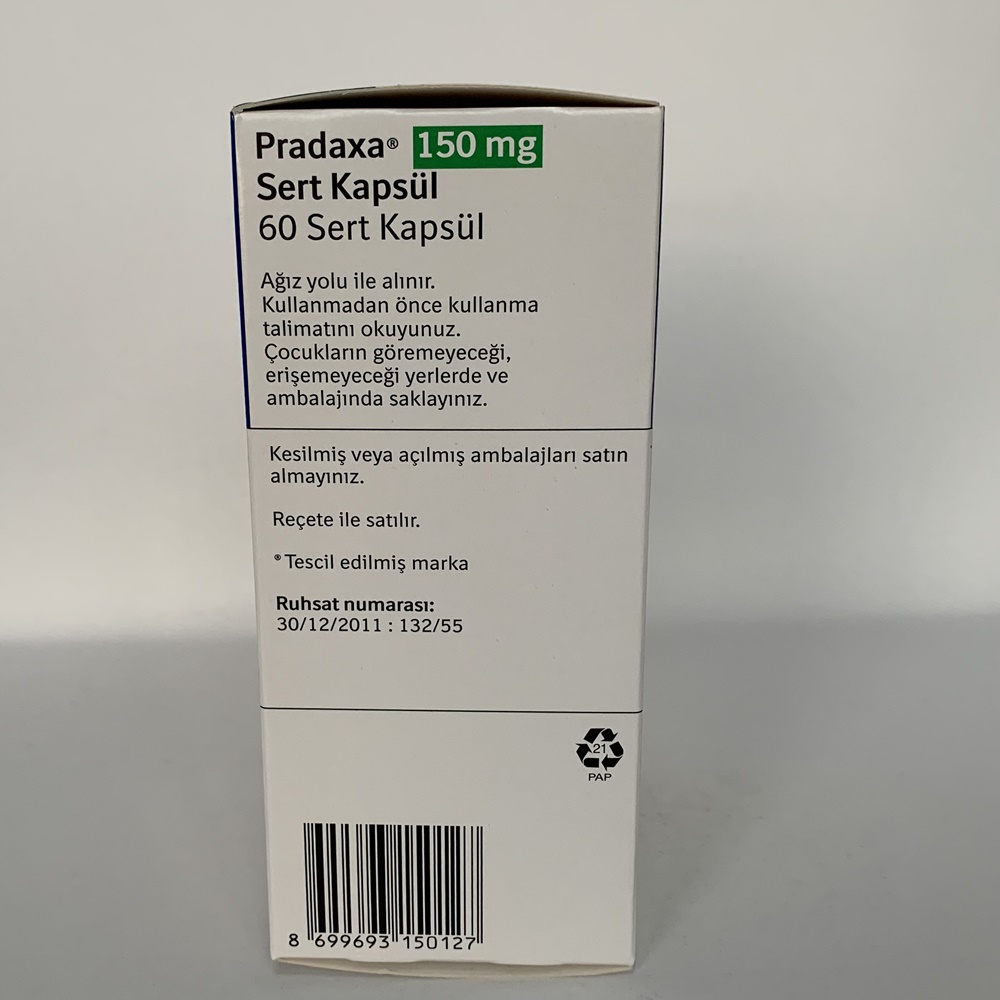 Pradaxa® 150 mg
Sert Kapsül
60 Sert Kapsül
Ağız yolu ile alınır.
Kullanmadan önce kullanma
talimatını okuyunuz.
Çocukların göremeyeceği,
erişemeyeceği yerlerde ve
ambalajında saklayınız.
Kesilmiş veya açılmış ambalajları satın
almayınız.
Reçete ile satılır.
® Tescil edilmiş marka
Ruhsat numarası:
30/12/2011 : 132/55
21
PAP
8 699693 150127